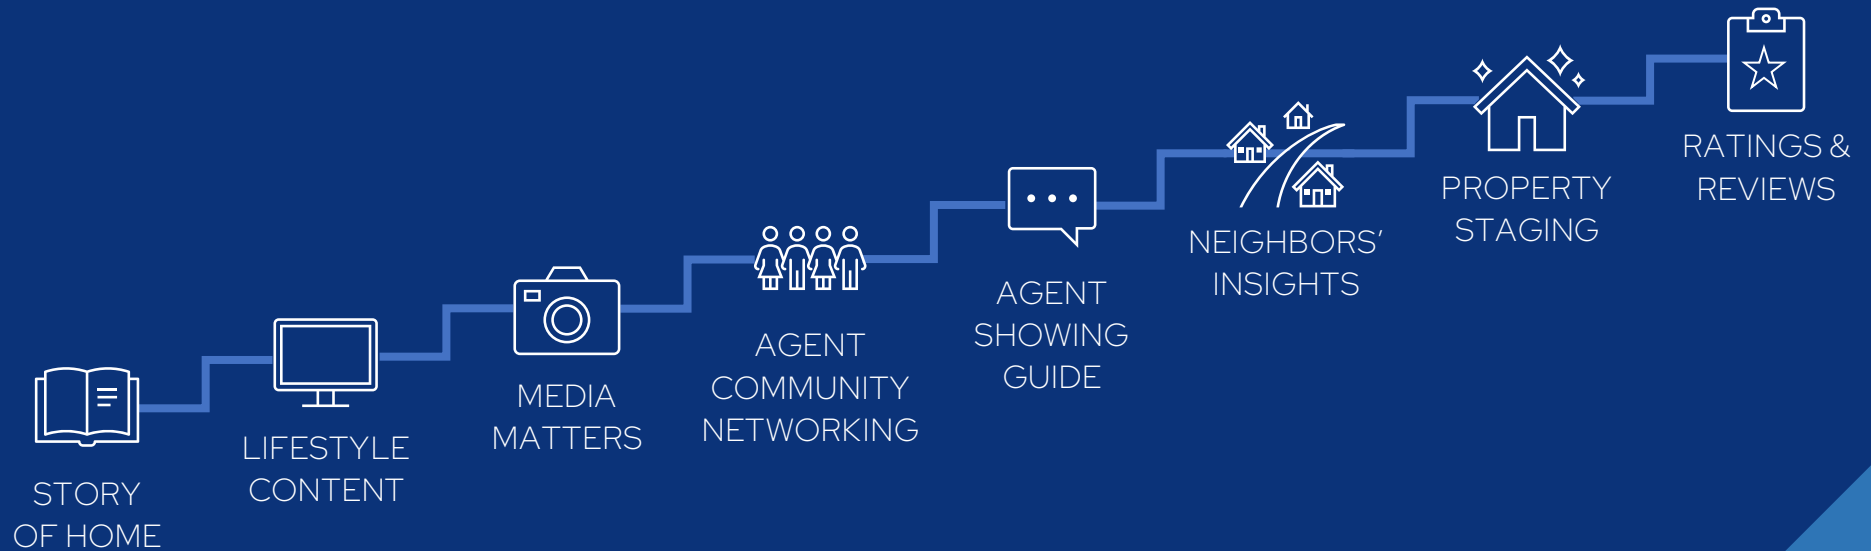 STORY
OF HOME
LIFESTYLE
CONTENT
MEDIA
MATTERS
AGENT
COMMUNITY
NETWORKING
AGENT
SHOWING
GUIDE
NEIGHBORS’
INSIGHTS
PROPERTY
STAGING
RATINGS &
REVIEWS